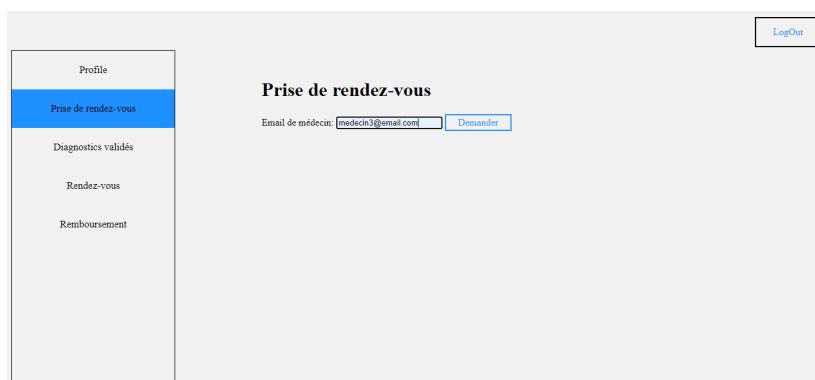 LogOut
Profile
Prise de rendez-vous
Diagnostics validés
Rendez-vous
Remboursement
Prise de rendez-vous
Email de médecin: medecin3@email.com Demander